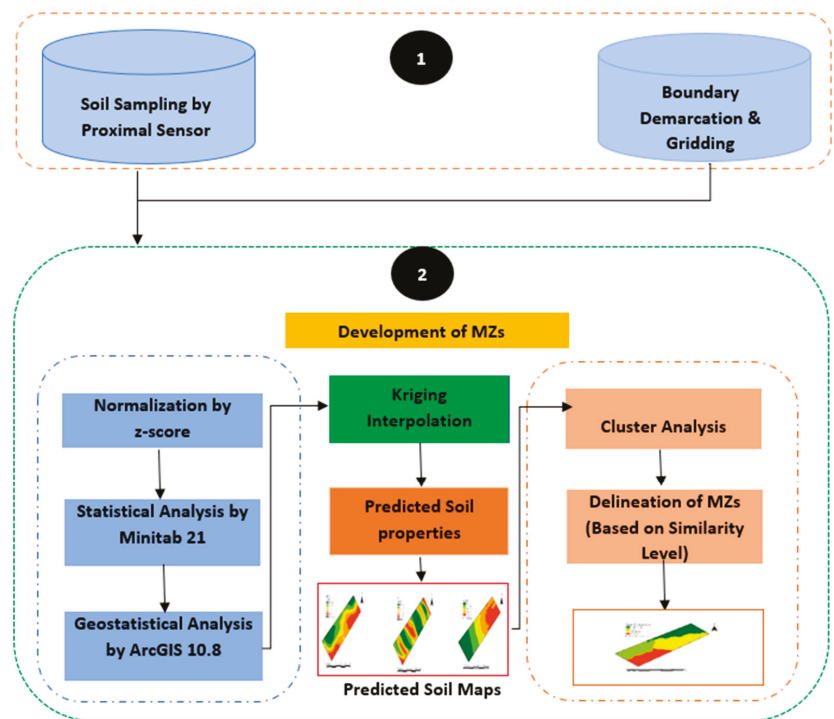 1
Soil Sampling by
Proximal Sensor
Boundary
Demarcation &
Gridding
2
Development of MZs
Normalization by
z-score
Statistical Analysis by
Minitab 21
Geostatistical Analysis
by ArcGIS 10.8
Kriging
Interpolation
Predicted Soil
properties
Predicted Soil Maps
Cluster Analysis
Delineation of MZs
(Based on Similarity
Level)